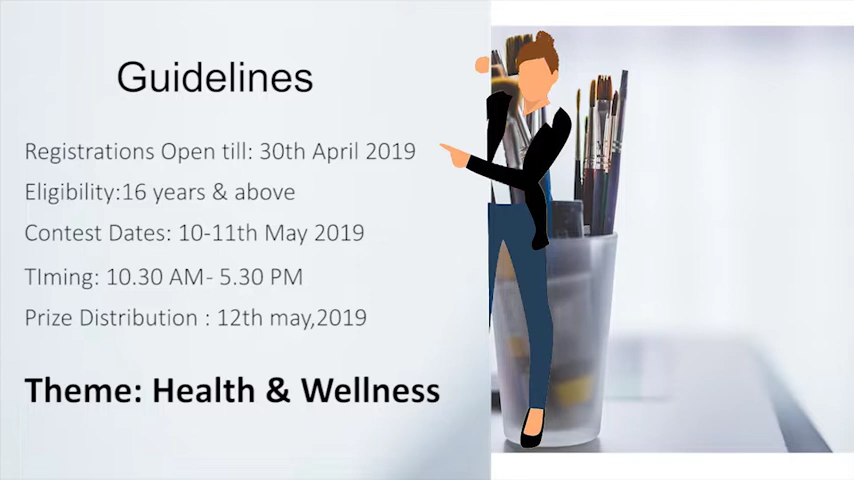 Guidelines
Registrations Open till: 30th April 2019
Eligibility:16 years & above
Contest Dates: 10-11th May 2019
TIming: 10.30 AM- 5.30 PM
Prize Distribution : 12th may,2019
Theme: Health & Wellness